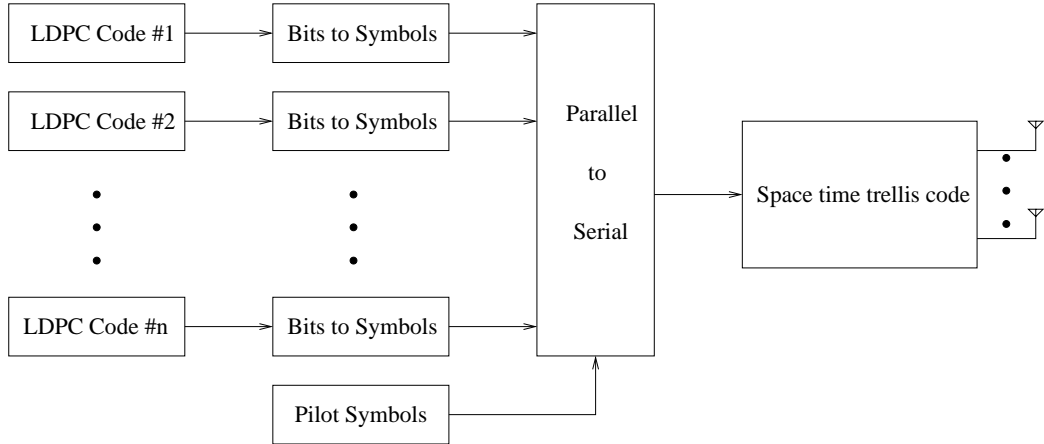 LDPC Code #1
Bits to Symbols
LDPC Code #2
Bits to Symbols
Parallel
to
Serial
Space time trellis code
LDPC Code #n
Bits to Symbols
Pilot Symbols